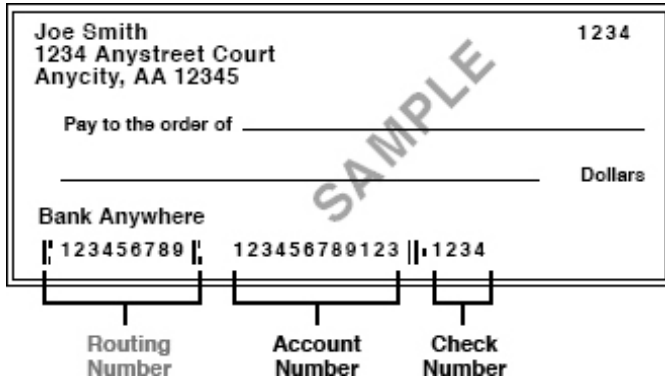 Joe Smith 1234
1234 Anystreet Court
Anycity, AA 12345
SAMPLE
Pay to the order of
Dollars
Bank Anywhere
123456789 123456789123 1234
Routing Number
Account Number
Check Number